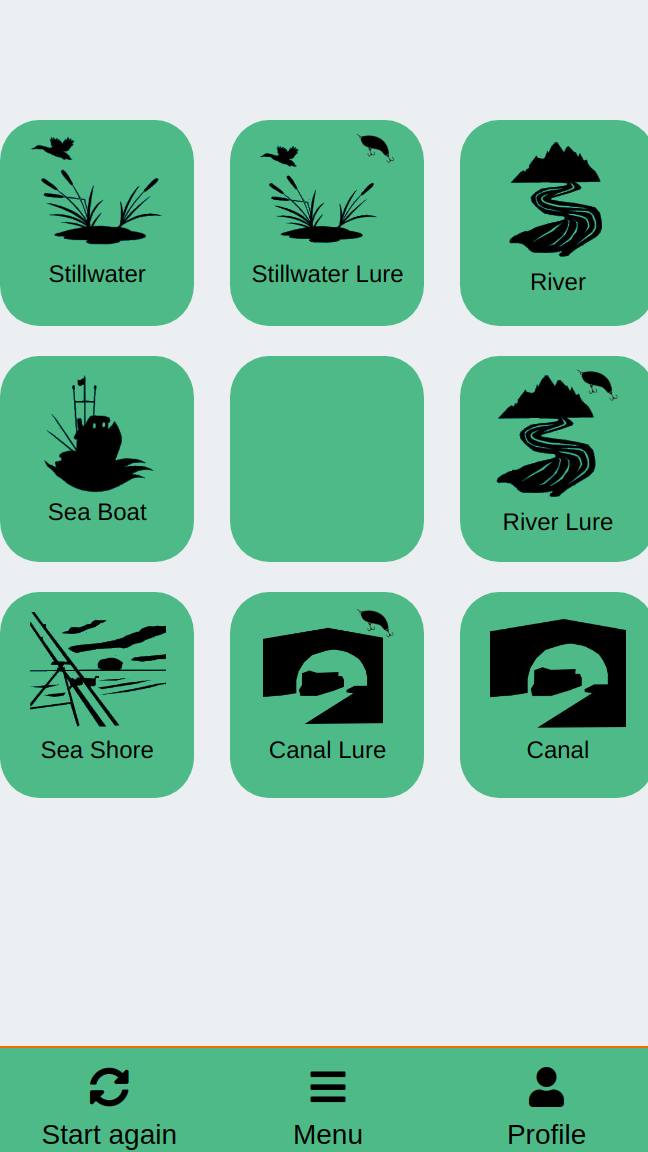 Stillwater
Stillwater Lure
River
Sea Boat
River Lure
Sea Shore
Canal Lure
Canal
Start again
Menu
Profile